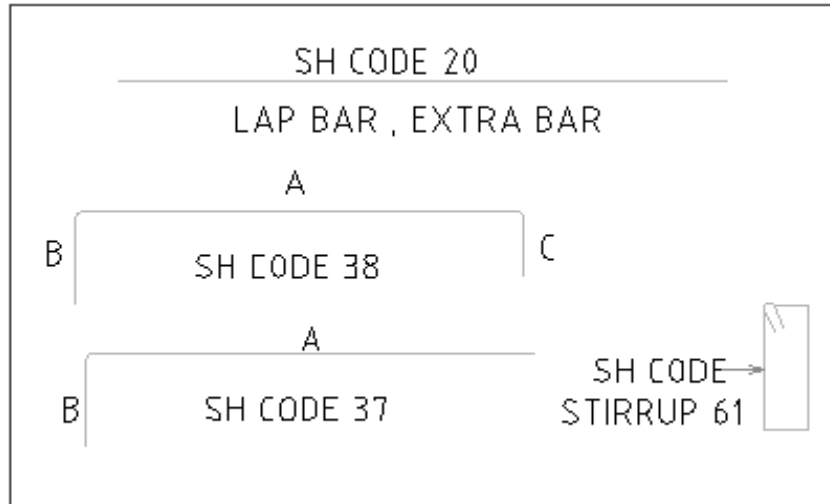 SH CODE 20
LAP BAR , EXTRA BAR
A
B
SH CODE 38
C
A
B
SH CODE 37
SH CODE
STIRRUP 61